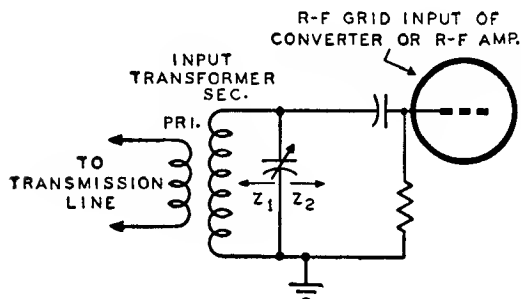 R-F GRID INPUT OF
CONVERTER OR R-F AMP.
INPUT
TRANSFORMER
SEC.
PRI.
TO
TRANSMISSION
LINE
Z1 Z2